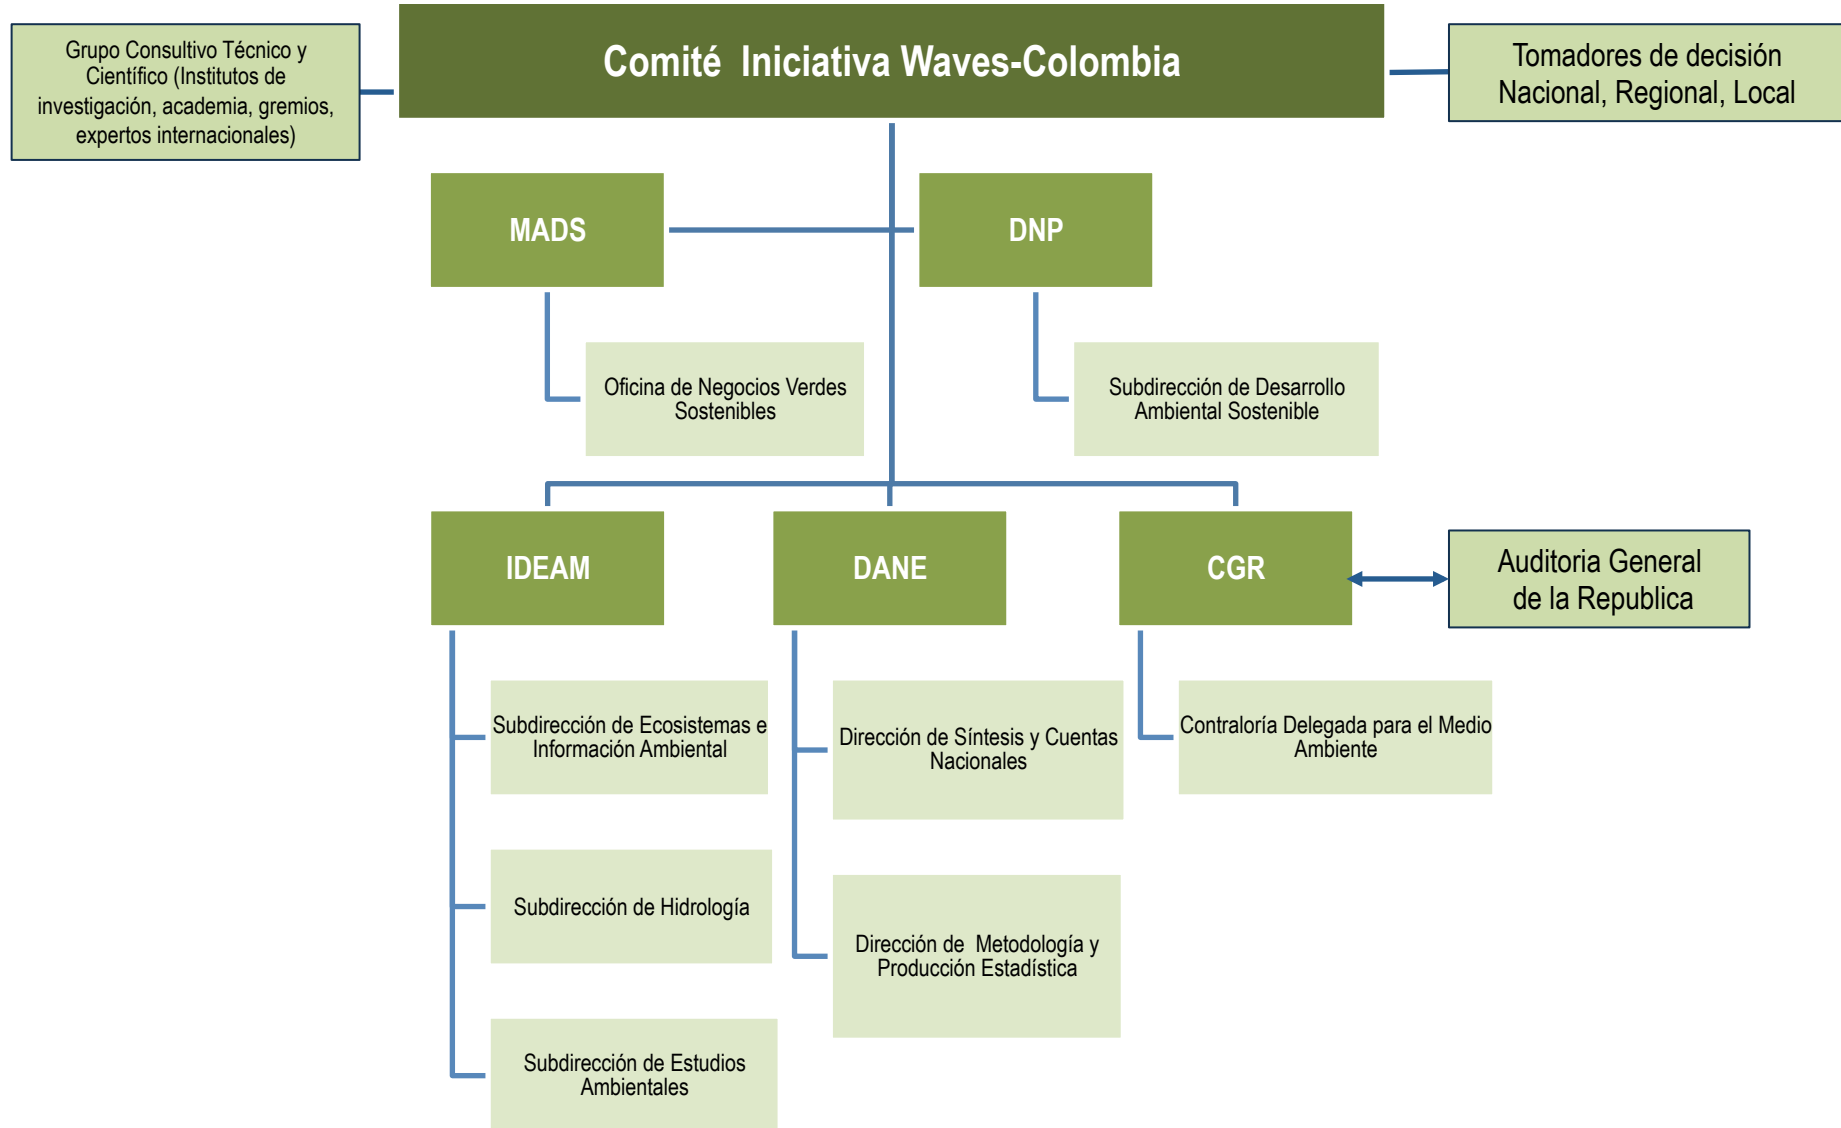 Grupo Consultivo Técnico y
Científico (Institutos de
investigación, academia, gremios,
expertos internacionales)
Comité  Iniciativa Waves-Colombia
Tomadores de decisión
Nacional, Regional, Local
MADS
DNP
Oficina de Negocios Verdes
Sostenibles
Subdirección de Desarrollo
Ambiental Sostenible
IDEAM
DANE
CGR
Auditoria General
de la Republica
Subdirección de Ecosistemas e
Información Ambiental
Dirección de Síntesis y Cuentas
Nacionales
Contraloría Delegada para el Medio
Ambiente
Subdirección de Hidrología
Dirección de  Metodología y
Producción Estadística
Subdirección de Estudios
Ambientales